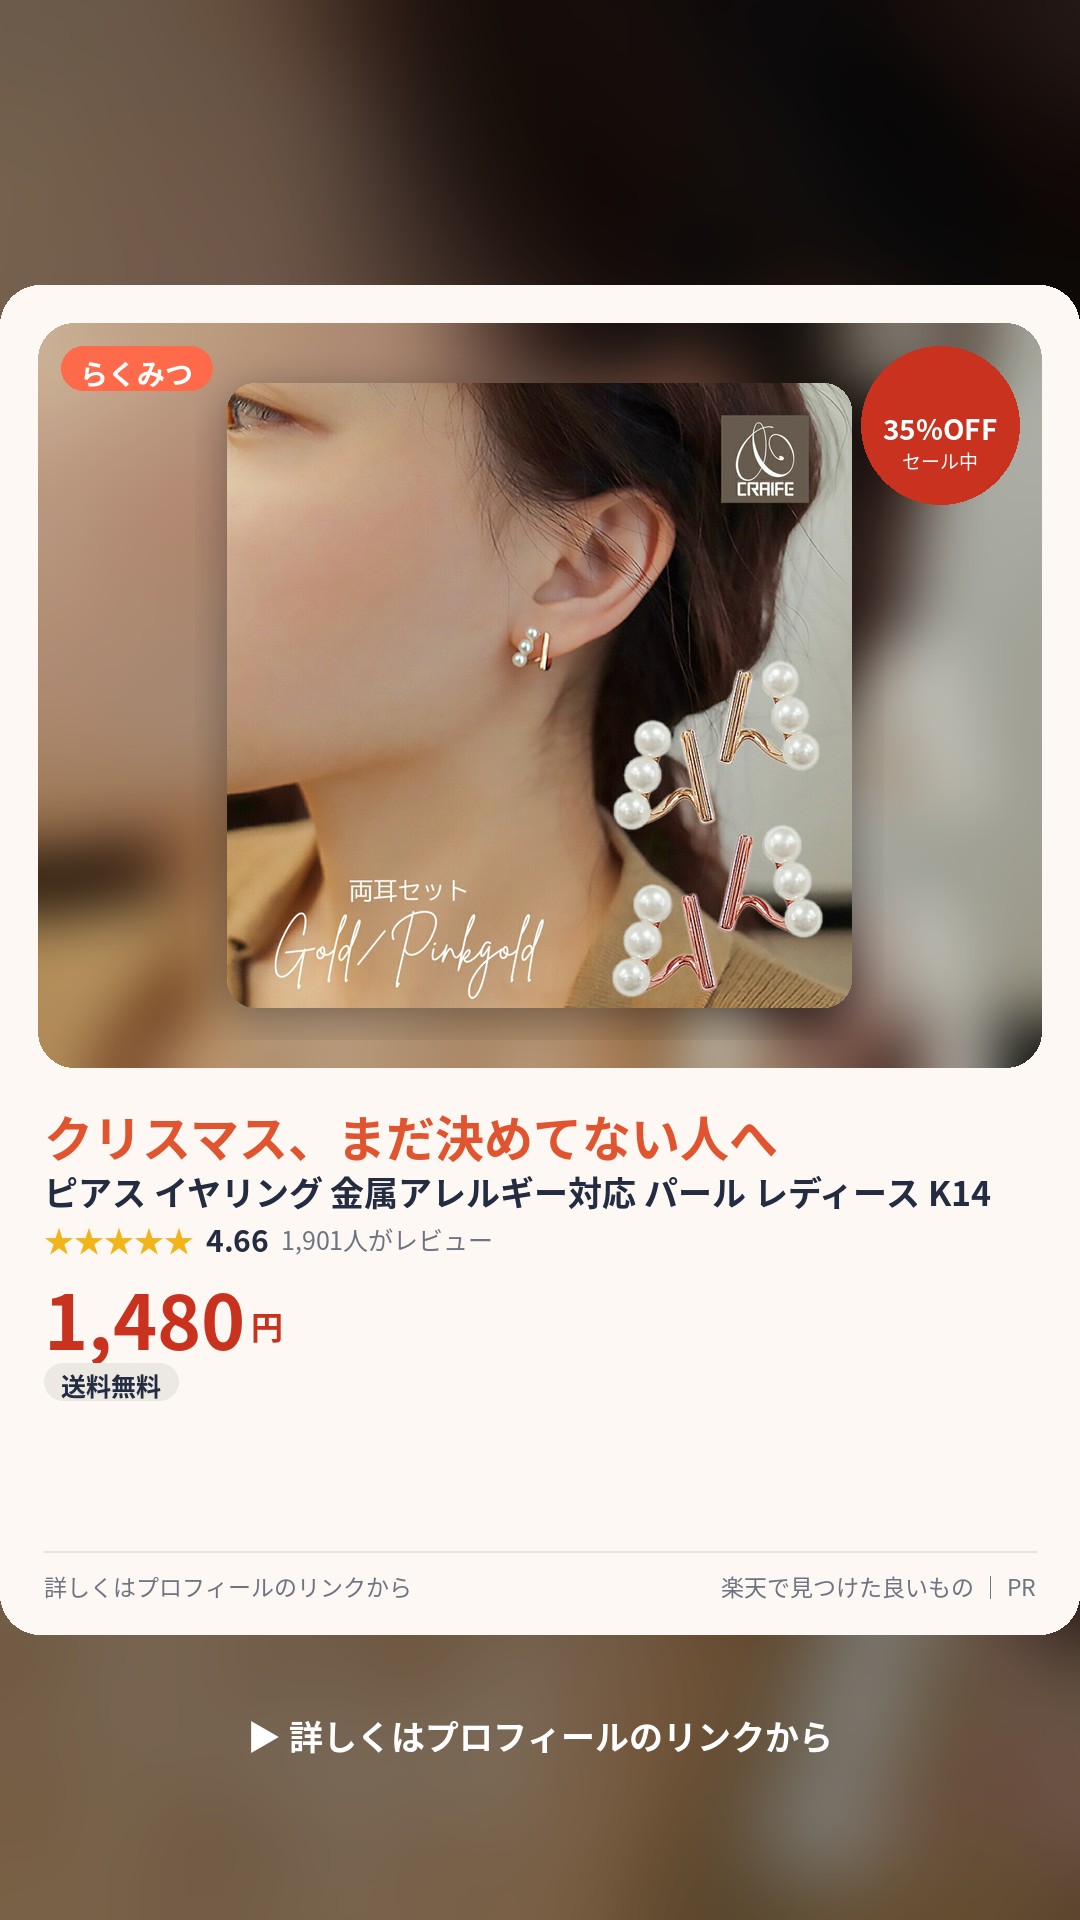 らくみつ
35%OFF
セール中
CRAIFE
両耳セット
Gold/Pinkgold
クリスマス、まだ決めてない人へ
ピアス イヤリング 金属アレルギー対応 パール レディース K14
★★★★★ 4.66 1,901人がレビュー
1,480円
送料無料
詳しくはプロフィールのリンクから
楽天で見つけた良いもの｜PR
▶ 詳しくはプロフィールのリンクから